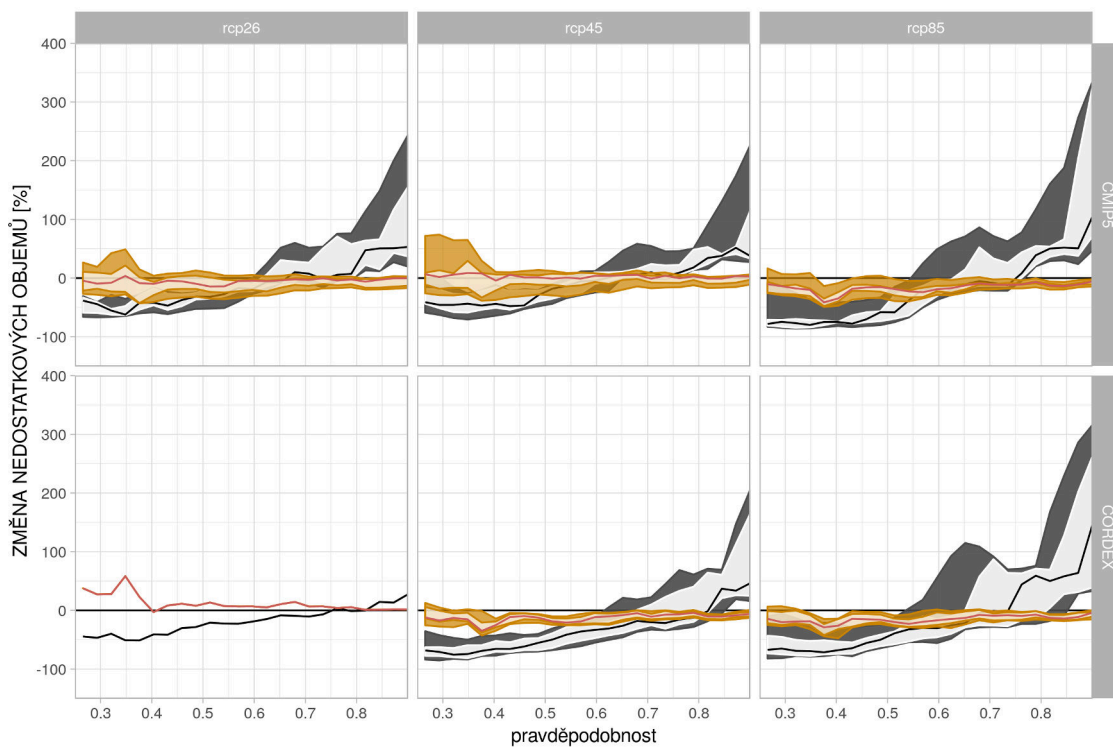 rcp26 rcp45 rcp85
400
300
200
100
0
-100
CMIP5
400
300
200
100
0
-100
CORDEX
0.3 0.4 0.5 0.6 0.7 0.8 0.3 0.4 0.5 0.6 0.7 0.8 0.3 0.4 0.5 0.6 0.7 0.8
pravděpodobnost
ZMĚNA NEDOSTATKOVÝCH OBJEMŮ [%]